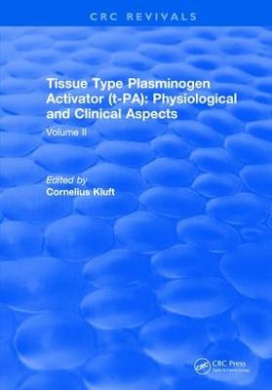 CRC REVIVALS
Tissue Type Plasminogen
Activator (t-PA): Physiological
and Clinical Aspects
Volume II
Edited by
Cornelius Kluft
CRC Press